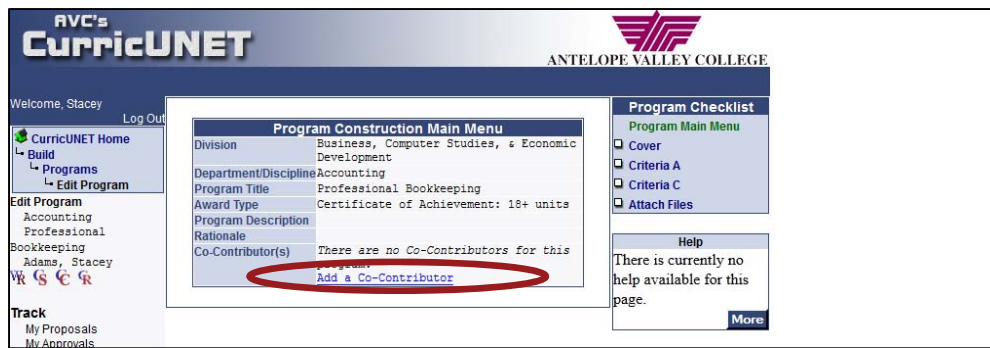 AVC's
CurricUNET
ANTELOPE VALLEY COLLEGE
Welcome, Stacey
Log Out
CurricUNET Home
Build
Programs
Edit Program
Edit Program
Accounting
Professional
Bookkeeping
Adams, Stacey
WR CS CC CR
Track
My Proposals
My Approvals
Program Construction Main Menu
Division Business, Computer Studies, & Economic
Development
Department/Discipline Accounting
Program Title Professional Bookkeeping
Award Type Certificate of Achievement: 18+ units
Program Description
Rationale
Co-Contributor(s) There are no Co-Contributors for this
program.
Add a Co-Contributor
Program Checklist
Program Main Menu
Cover
Criteria A
Criteria C
Attach Files
Help
There is currently no
help available for this
page.
More